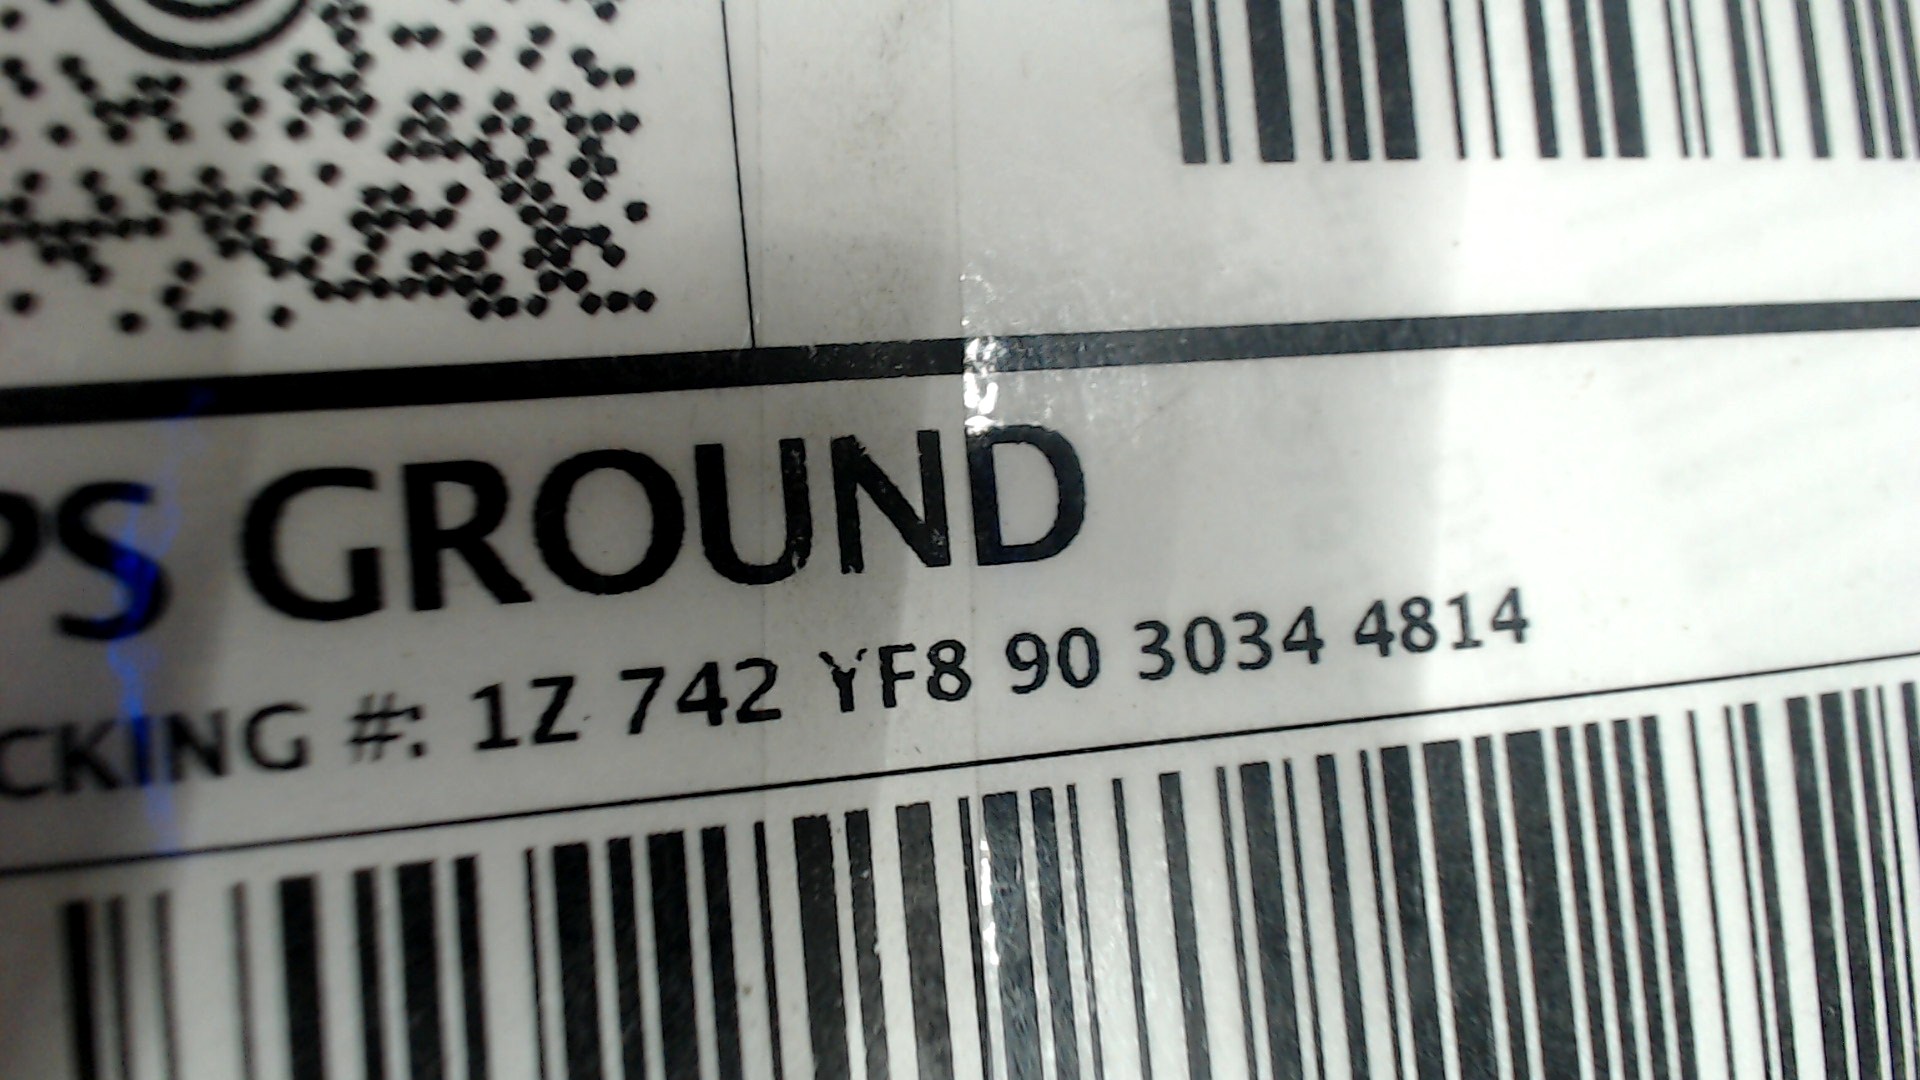 PS GROUND
CKING #: 1Z 742 YF8 90 3034 4814